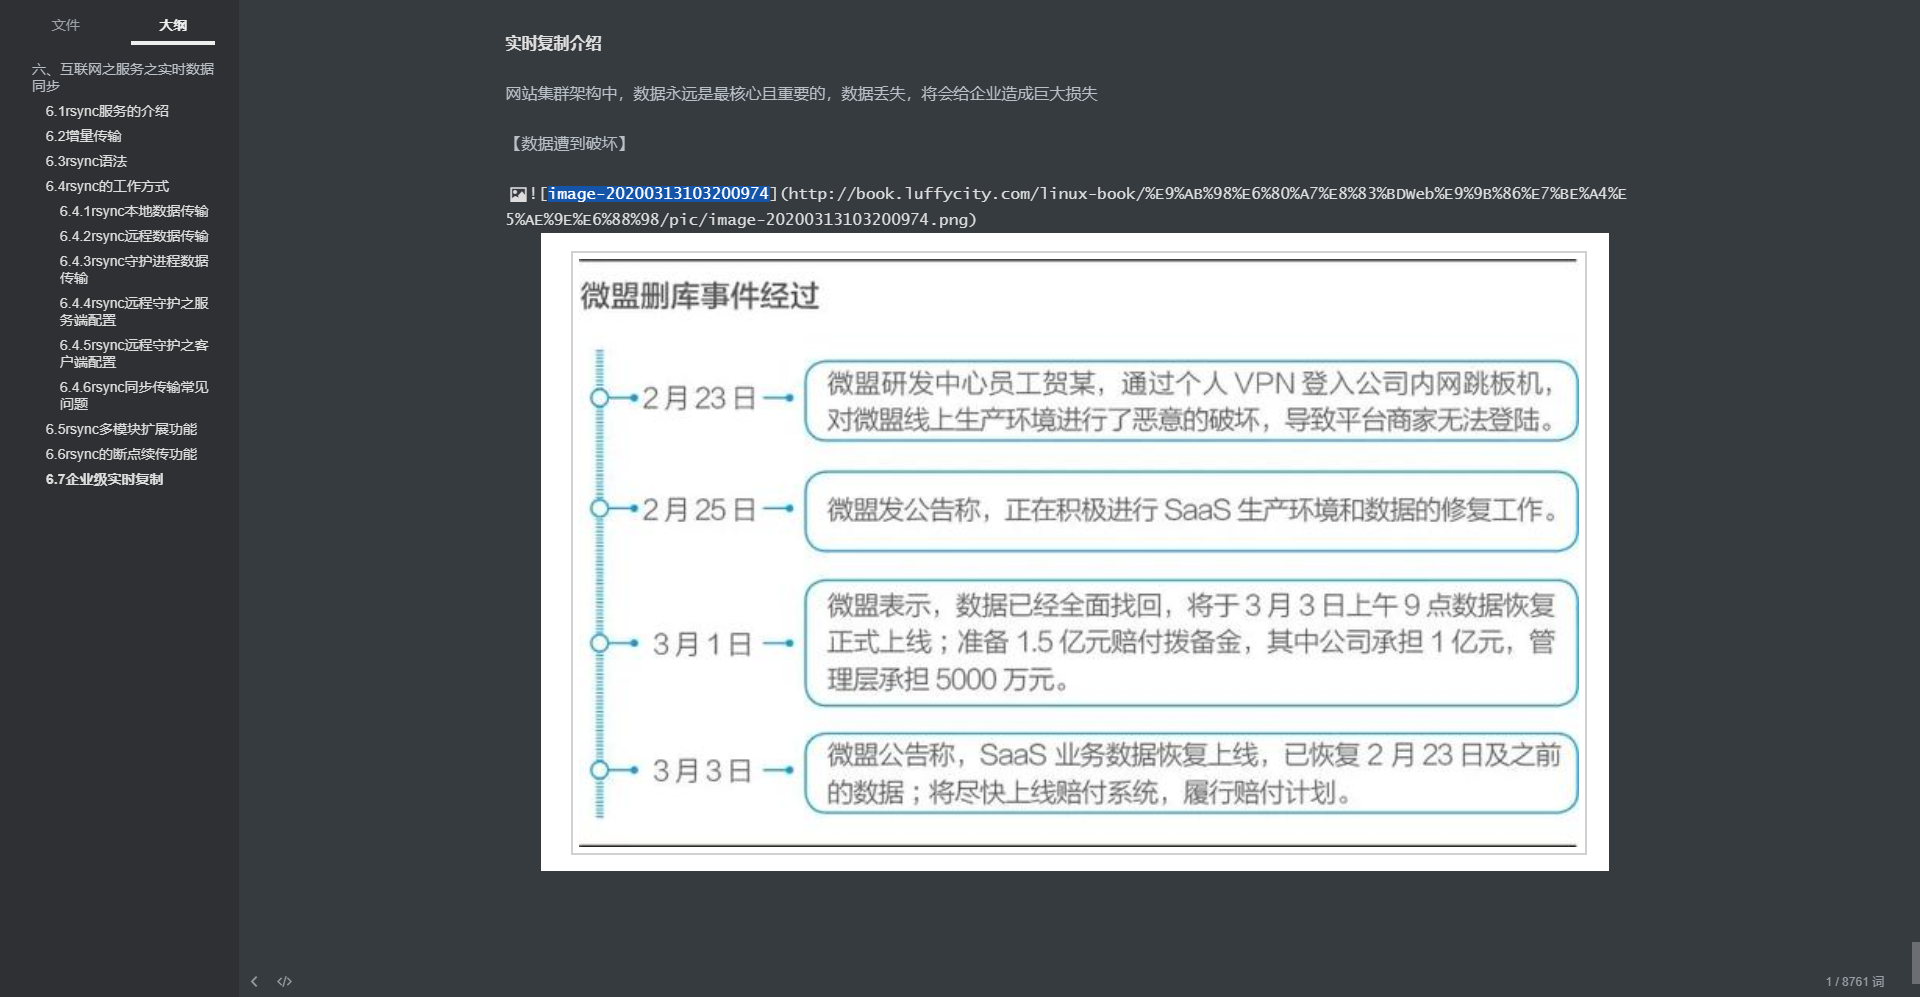 文件 大纲
六、互联网之服务之实时数据
同步
6.1rsync服务的介绍
6.2增量传输
6.3rsync语法
6.4rsync的工作方式
6.4.1rsync本地数据传输
6.4.2rsync远程数据传输
6.4.3rsync守护进程数据
传输
6.4.4rsync远程守护之服
务端配置
6.4.5rsync远程守护之客
户端配置
6.4.6rsync同步传输常见
问题
6.5rsync多模块扩展功能
6.6rsync的断点续传功能
6.7企业级实时复制
实时复制介绍
网站集群架构中，数据永远是最核心且重要的，数据丢失，将会给企业造成巨大损失
【数据遭到破坏】
![image-20200313103200974](http://book.luffycity.com/linux-book/%E9%AB%98%E6%80%A7%E8%83%BDWeb%E9%9B%86%E7%BE%A4%E
5%AE%9E%E6%88%98/pic/image-20200313103200974.png)
微盟删库事件经过
2月23日
微盟研发中心员工贺某，通过个人 VPN 登入公司内网跳板机，
对微盟线上生产环境进行了恶意的破坏，导致平台商家无法登陆。
2月25日
微盟发公告称，正在积极进行 SaaS 生产环境和数据的修复工作。
3月1日
微盟表示，数据已经全面找回，将于 3 月 3 日上午 9 点数据恢复
正式上线；准备 1.5 亿元赔付拨备金，其中公司承担 1 亿元，管
理层承担 5000 万元。
3月3日
微盟公告称，SaaS 业务数据恢复上线，已恢复 2 月 23 日及之前
的数据；将尽快上线赔付系统，履行赔付计划。
1 / 8761 词